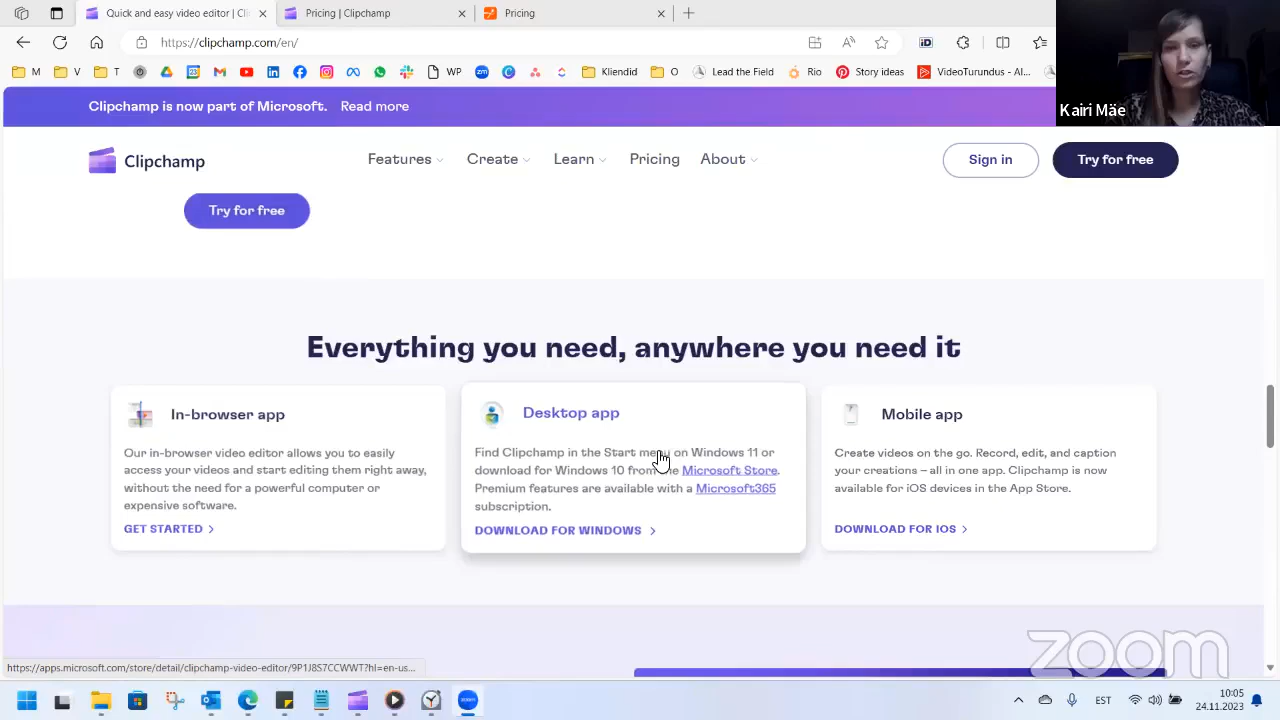 Quick and easy video editor | Cli
Pricing | Clipchamp
Pricing
https://clipchamp.com/en/
M
V
T
WP
Kliendid
O
Lead the Field
Rio
Story ideas
VideoTurundus - AI...
Kairi Mäe
Clipchamp is now part of Microsoft. Read more
Clipchamp
Features
Create
Learn
Pricing
About
Sign in
Try for free
Try for free
Everything you need, anywhere you need it
In-browser app
Our in-browser video editor allows you to easily
access your videos and start editing them right away,
without the need for a powerful computer or
expensive software.
GET STARTED
Desktop app
Find Clipchamp in the Start menu on Windows 11 or
download for Windows 10 from the Microsoft Store.
Premium features are available with a Microsoft365
subscription.
DOWNLOAD FOR WINDOWS
Mobile app
Create videos on the go. Record, edit, and caption
your creations – all in one app. Clipchamp is now
available for iOS devices in the App Store.
DOWNLOAD FOR IOS
zoom
https://apps.microsoft.com/store/detail/clipchamp-video-editor/9P1J8S7CCWWT?hl=en-us...
EST
10:05
24.11.2023